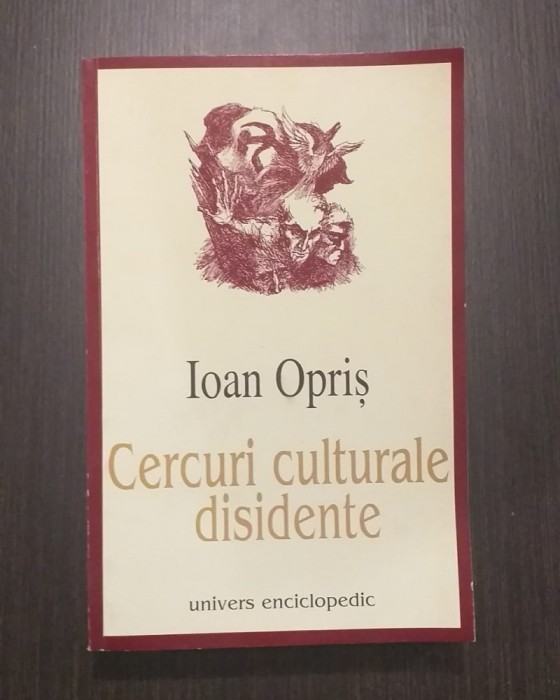 Ioan Opriș
Cercuri culturale
disidente
univers enciclopedic